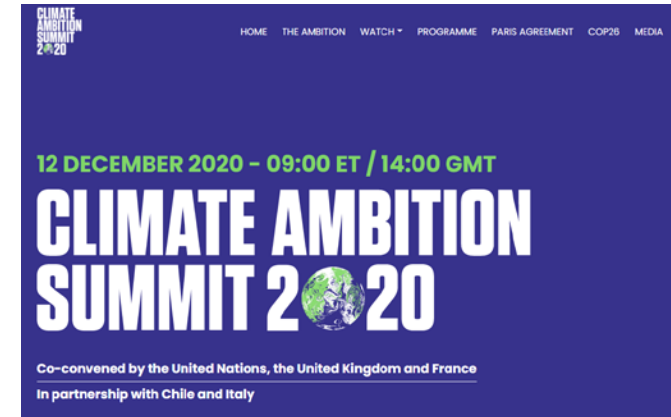 CLIMATE
AMBITION
SUMMIT
2020
HOME THE AMBITION WATCH PROGRAMME PARIS AGREEMENT COP26 MEDIA
12 DECEMBER 2020 - 09:00 ET / 14:00 GMT
CLIMATE AMBITION
SUMMIT 2020
Co-convened by the United Nations, the United Kingdom and France
In partnership with Chile and Italy